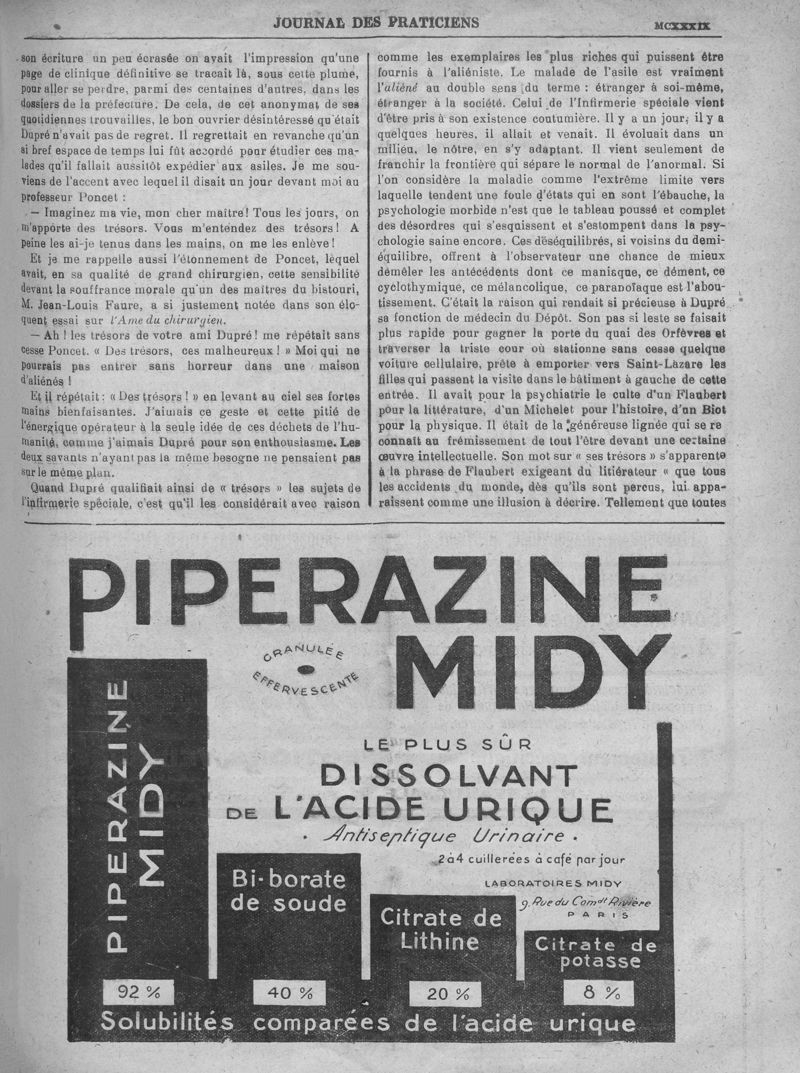 JOURNAL DES PRATICIENS
MCXXXIX
son écriture un peu écrasée on avait l'impression qu'une
page de clinique définitive se tracait là, sous cette plume,
pour aller se perdre, parmi des centaines d'autres, dans les
dossiers de la préfecture. De cela, de cet anonymat de ses
quotidiennes trouvailles, le bon ouvrier désintéressé qu'était
Dupré n'avait pas de regret. Il regrettait en revanche qu'un
si bref espace de temps lui fût accordé pour étudier ces ma-
lades qu'il fallait aussitôt expédier aux asiles. Je me sou-
viens de l'accent avec lequel il disait un jour devant moi au
professeur Poncet :
— Imaginez ma vie, mon cher maître! Tous les jours, on
m'apporte des trésors. Vous m'entendez des trésors! A
peine les ai-je tenus dans les mains, on me les enlève!
Et je me rappelle aussi l'étonnement de Poncet, lequel
avait, en sa qualité de grand chirurgien, cette sensibilité
devant la souffrance morale qu'un des maîtres du bistouri,
M. Jean-Louis Faure, a si justement notée dans son élo-
quent essai sur l'Ame du chirurgien.
— Ah! les trésors de votre ami Dupré! me répétait sans
cesse Poncet. « Des trésors, ces malheureux! » Moi qui ne
pourrais pas entrer sans horreur dans une maison
d'aliénés!
Et il répétait: « Des trésors! » en levant au ciel ses fortes
mains bienfaisantes. J'aimais ce geste et cette pitié de
l'énergique opérateur à la seule idée de ces déchets de l'hu-
manité, comme j'aimais Dupré pour son enthousiasme. Les
deux savants n'ayant pas la même besogne ne pensaient pas
sur le même plan.
Quand Dupré qualifiait ainsi de « trésors » les sujets de
l'infirmerie spéciale, c'est qu'il les considérait avec raison
comme les exemplaires les plus riches qui puissent être
fournis à l'aliéniste. Le malade de l'asile est vraiment
l'aliéné au double sens du terme : étranger à soi-même,
étranger à la société. Celui de l'Infirmerie spéciale vient
d'être pris à son existence coutumière. Il y a un jour, il y a
quelques heures, il allait et venait. Il évoluait dans un
milieu, le nôtre, en s'y adaptant. Il vient seulement de
franchir la frontière qui sépare le normal de l'anormal. Si
l'on considère la maladie comme l'extrême limite vers
laquelle tendent une foule d'états qui en sont l'ébauche, la
psychologie morbide n'est que le tableau poussé et complet
des désordres qui s'esquissent et s'estompent dans la psy-
chologie saine encore. Ces déséquilibrés, si voisins du demi-
équilibre, offrent à l'observateur une chance de mieux
démêler les antécédents dont ce maniaque, ce dément, ce
cyclothymique, ce mélancolique, ce paranoïaque est l'abou-
tissement. C'était la raison qui rendait si précieuse à Dupré
sa fonction de médecin du Dépôt. Son pas si leste se faisait
plus rapide pour gagner la porte du quai des Orfèvres et
traverser la triste cour où stationne sans cesse quelque
voiture cellulaire, prête à emporter vers Saint-Lazare les
filles qui passent la visite dans le bâtiment à gauche de cette
entrée. Il avait pour la psychiatrie le culte d'un Flaubert
pour la littérature, d'un Michelet pour l'histoire, d'un Biot
pour la physique. Il était de la généreuse lignée qui se re
connaît au frémissement de tout l'être devant une certaine
œuvre intellectuelle. Son mot sur « ses trésors » s'apparente
à la phrase de Flaubert exigeant du littérateur « que tous
les accidents du monde, dès qu'ils sont perçus, lui appa-
raissent comme une illusion à décrire. Tellement que toutes
PIPERAZINE
MIDY
GRANULÉE
EFFERVESCENTE
PIPERAZINE
MIDY
LE PLUS SÛR
DISSOLVANT
DE L'ACIDE URIQUE
• Antiseptique Urinaire •
2 à 4 cuillerées à café par jour
LABORATOIRES MIDY
9, Rue du Comdt Rivière
PARIS
Bi-borate
de soude
Citrate de
Lithine
Citrate de
potasse
92 %
40 %
20 %
8 %
Solubilités comparées de l'acide urique